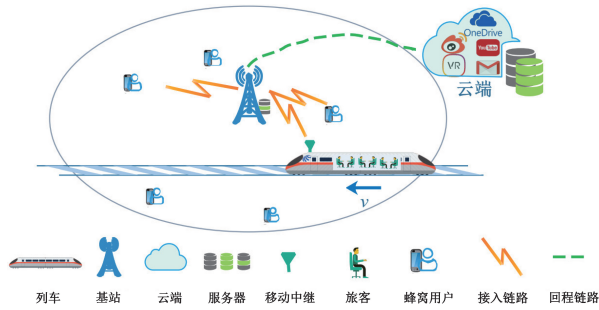 OneDrive
YouTube
VR
云端
v
列车
基站
云端
服务器
移动中继
旅客
蜂窝用户
接入链路
回程链路